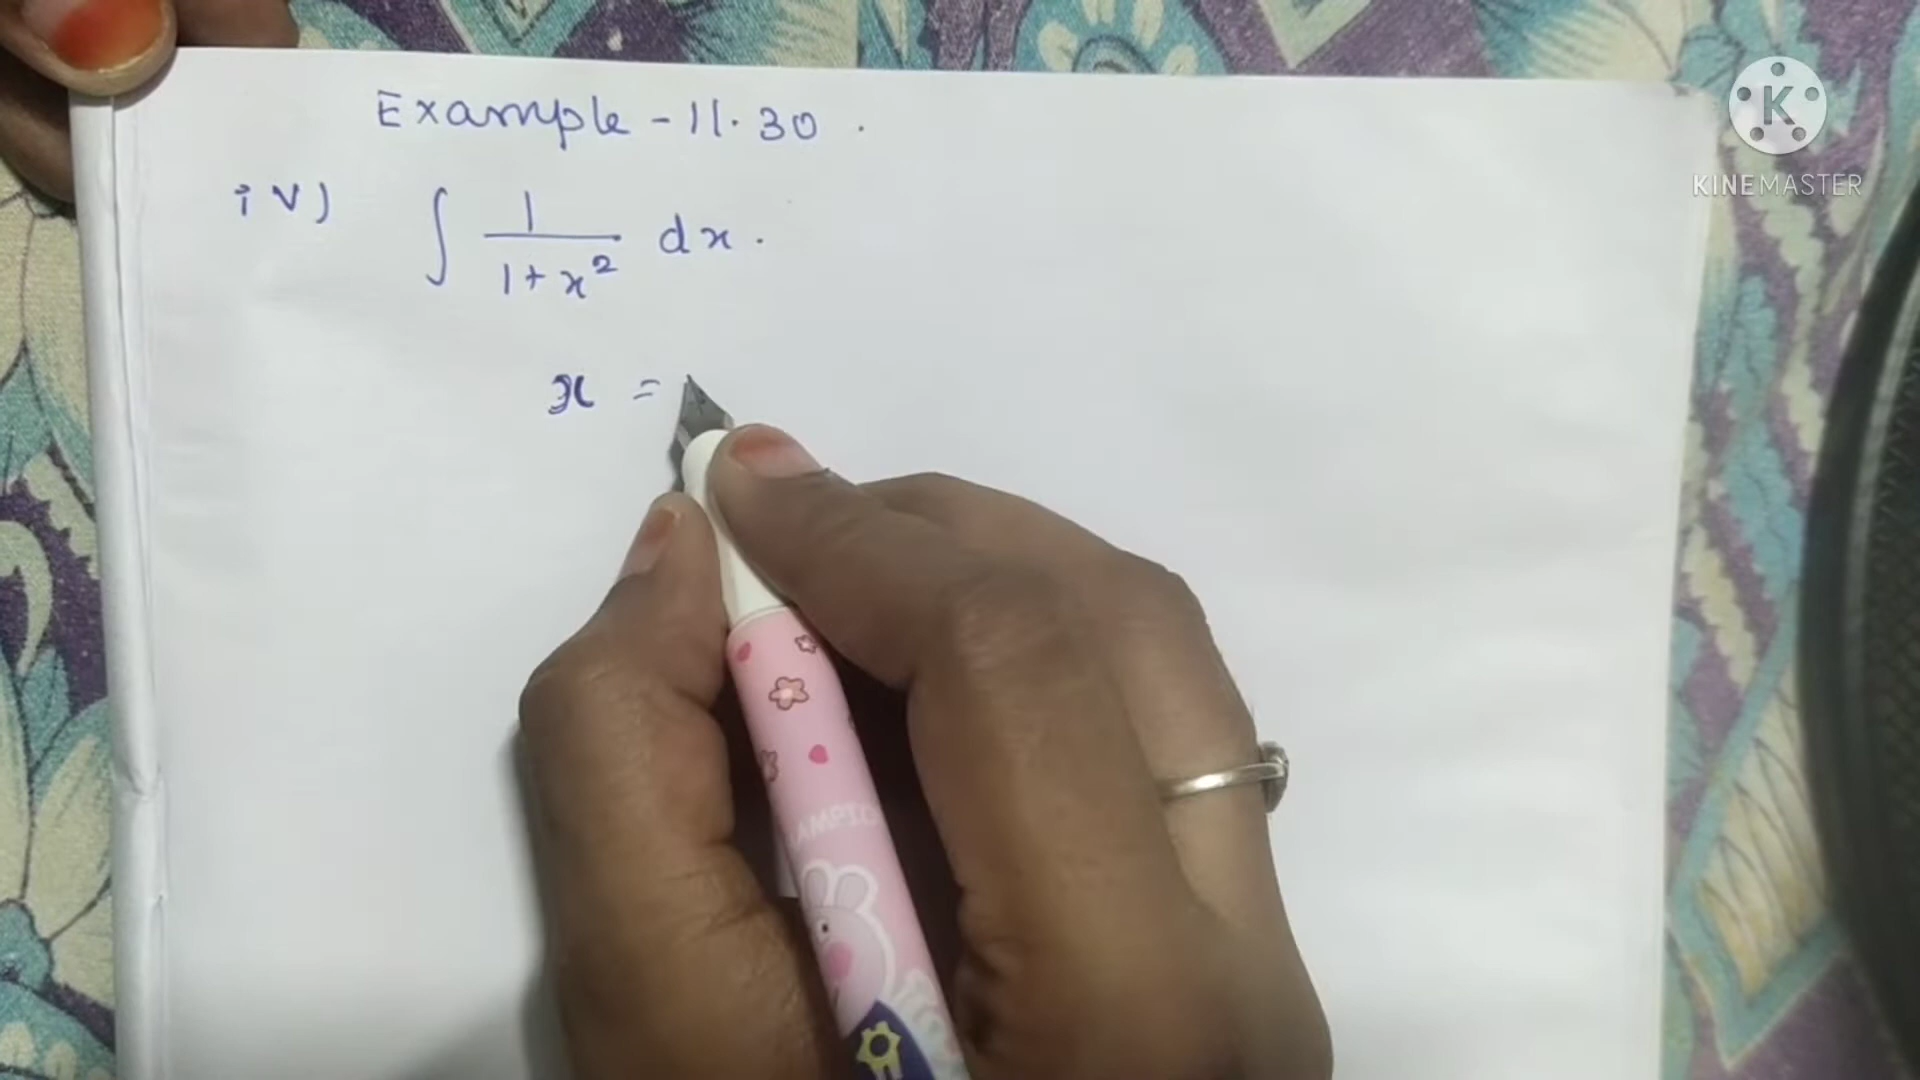 Example - 11.30.
iv) ∫ 1/(1+x²) dx.
x =
KINEMASTER